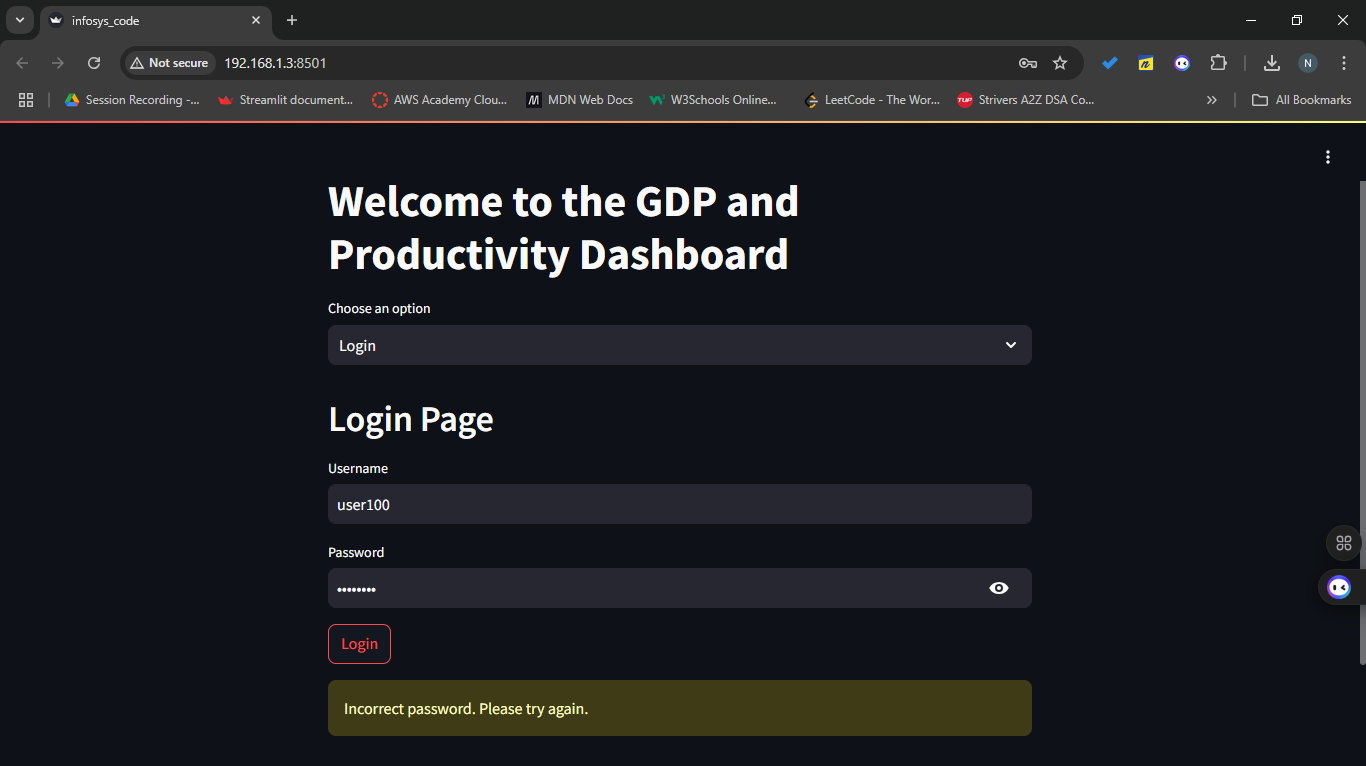 infosys_code
Not secure 192.168.1.3:8501 N
Session Recording -... Streamlit document... AWS Academy Clou... MDN Web Docs W3Schools Online... LeetCode - The Wor... TUF Strivers A2Z DSA Co... » All Bookmarks
Welcome to the GDP and
Productivity Dashboard
Choose an option
Login
Login Page
Username
user100
Password
••••••••
Login
Incorrect password. Please try again.